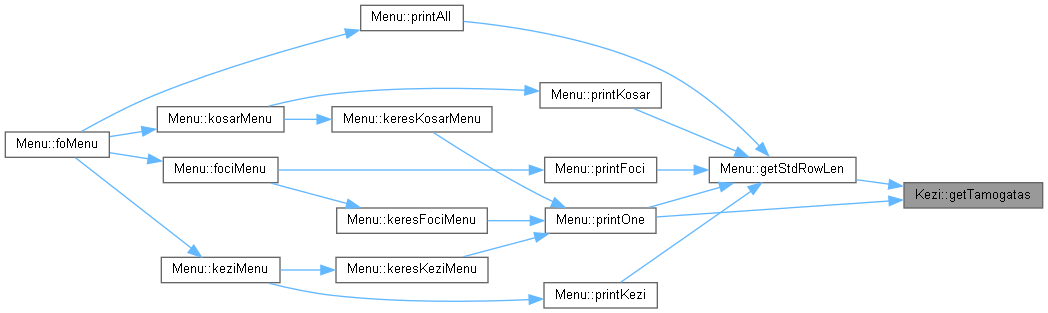 Menu::printAll
Menu::printKosar
Menu::kosarMenu
Menu::keresKosarMenu
Menu::foMenu
Menu::fociMenu
Menu::printFoci
Menu::getStdRowLen
Kezi::getTamogatas
Menu::keresFociMenu
Menu::printOne
Menu::keziMenu
Menu::keresKeziMenu
Menu::printKezi